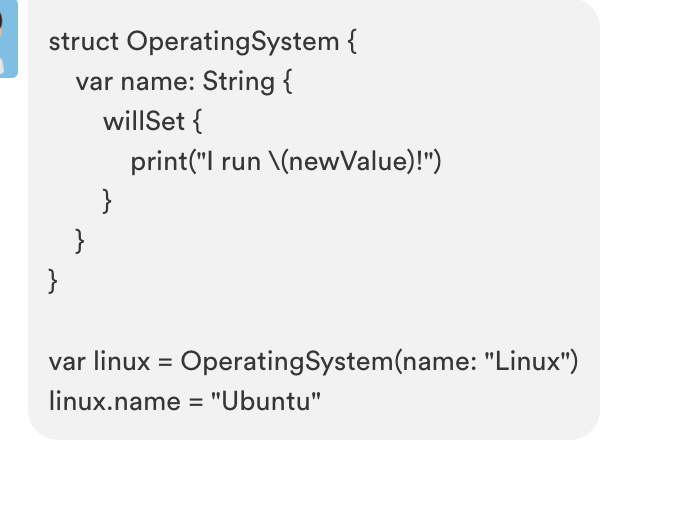 struct OperatingSystem {
    var name: String {
        willSet {
            print("I run \(newValue)!")
        }
    }
}

var linux = OperatingSystem(name: "Linux")
linux.name = "Ubuntu"